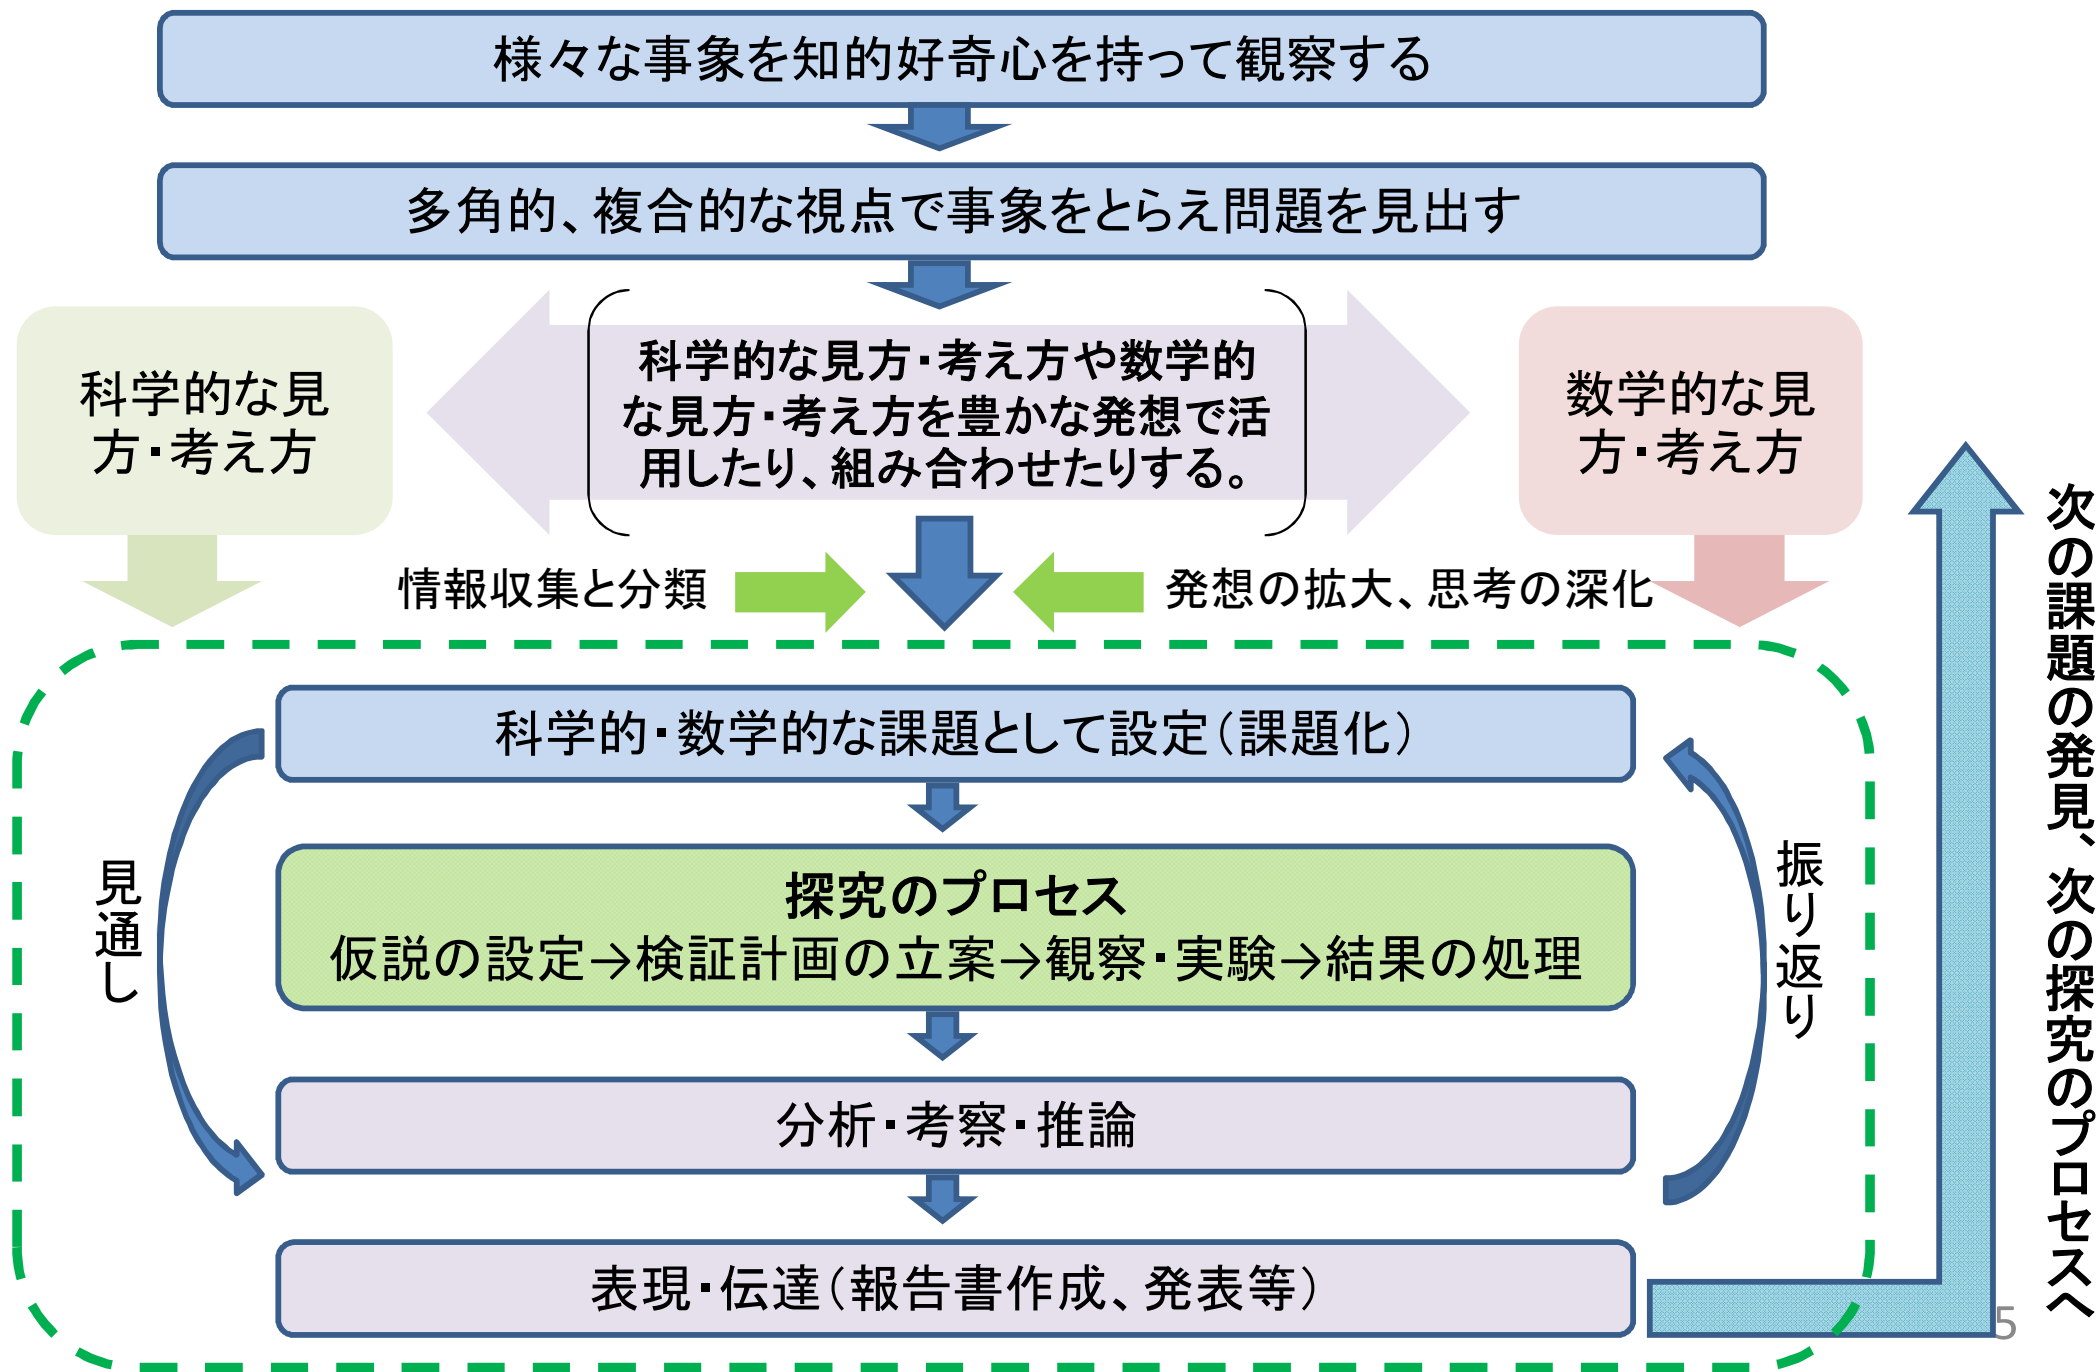 様々な事象を知的好奇心を持って観察する
多角的、複合的な視点で事象をとらえ問題を見出す
科学的な見
方・考え方
科学的な見方・考え方や数学的
な見方・考え方を豊かな発想で活
用したり、組み合わせたりする。
数学的な見
方・考え方
情報収集と分類
発想の拡大、思考の深化
科学的・数学的な課題として設定（課題化）
探究のプロセス
仮説の設定→検証計画の立案→観察・実験→結果の処理
見通し
振り返り
分析・考察・推論
表現・伝達（報告書作成、発表等）
次の課題の発見、次の探究のプロセスへ
5